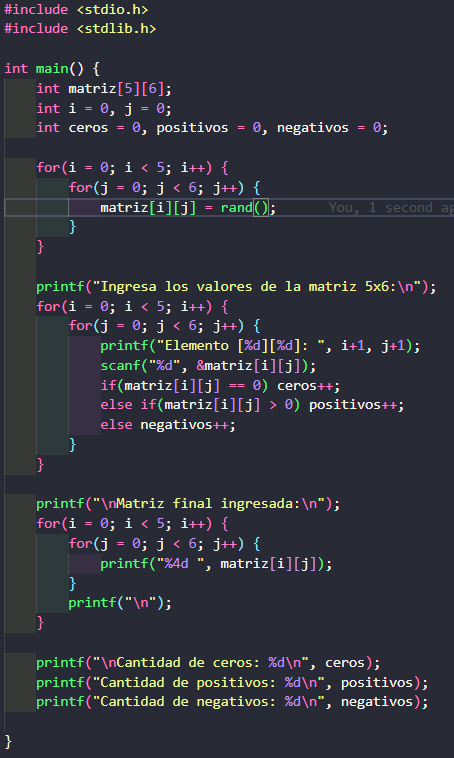 #include <stdio.h>
#include <stdlib.h>

int main() {
    int matriz[5][6];
    int i = 0, j = 0;
    int ceros = 0, positivos = 0, negativos = 0;

    for(i = 0; i < 5; i++) {
        for(j = 0; j < 6; j++) {
            matriz[i][j] = rand();      You, 1 second ag
        }
    }

    printf("Ingresa los valores de la matriz 5x6:\n");
    for(i = 0; i < 5; i++) {
        for(j = 0; j < 6; j++) {
            printf("Elemento [%d][%d]: ", i+1, j+1);
            scanf("%d", &matriz[i][j]);
            if(matriz[i][j] == 0) ceros++;
            else if(matriz[i][j] > 0) positivos++;
            else negativos++;
        }
    }

    printf("\nMatriz final ingresada:\n");
    for(i = 0; i < 5; i++) {
        for(j = 0; j < 6; j++) {
            printf("%4d ", matriz[i][j]);
        }
        printf("\n");
    }

    printf("\nCantidad de ceros: %d\n", ceros);
    printf("Cantidad de positivos: %d\n", positivos);
    printf("Cantidad de negativos: %d\n", negativos);

}